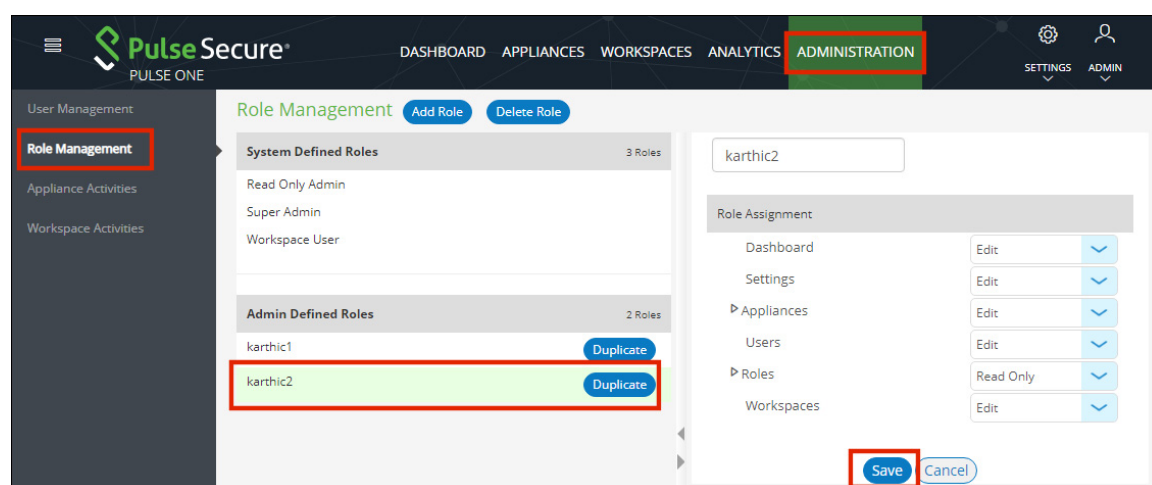 Pulse Secure®
PULSE ONE
DASHBOARD APPLIANCES WORKSPACES ANALYTICS ADMINISTRATION
SETTINGS ADMIN
User Management
Role Management
Appliance Activities
Workspace Activities
Role Management Add Role Delete Role
System Defined Roles 3 Roles
Read Only Admin
Super Admin
Workspace User
Admin Defined Roles 2 Roles
karthic1 Duplicate
karthic2 Duplicate
karthic2
Role Assignment
Dashboard Edit
Settings Edit
Appliances Edit
Users Edit
Roles Read Only
Workspaces Edit
Save Cancel